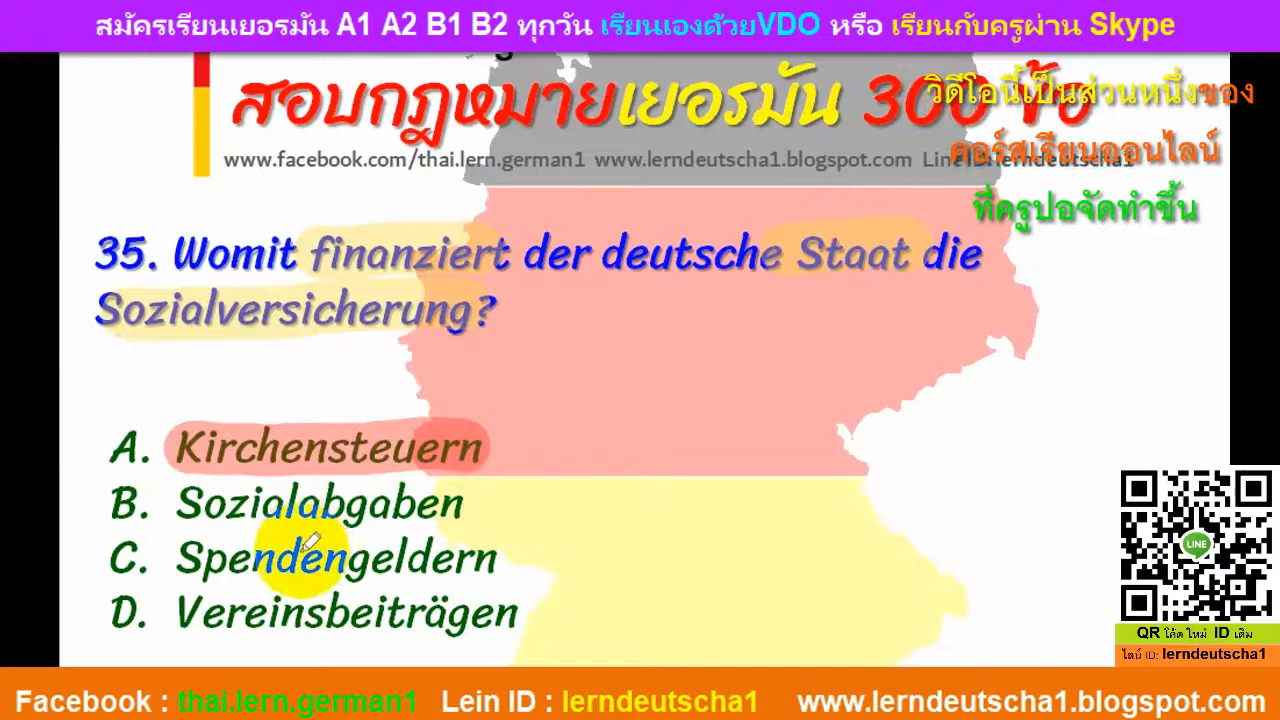 สมัครเรียนเยอรมัน A1 A2 B1 B2 ทุกวัน เรียนเองด้วยVDO หรือ เรียนกับครูผ่าน Skype
สอบกฎหมายเยอรมัน 300 ข้อ
วิดีโอนี้เป็นส่วนหนึ่งของ
คอร์สเรียนออนไลน์
ที่ครูปอจัดทำขึ้น
www.facebook.com/thai.lern.german1 www.lerndeutscha1.blogspot.com Line ID: lerndeutscha1
35. Womit finanziert der deutsche Staat die
Sozialversicherung?
A. Kirchensteuern
B. Sozialabgaben
C. Spendengeldern
D. Vereinsbeiträgen
LINE
QR โค้ด ใหม่ ID เดิม
ไลน์ ID: lerndeutscha1
Facebook : thai.lern.german1 Lein ID : lerndeutscha1 www.lerndeutscha1.blogspot.com